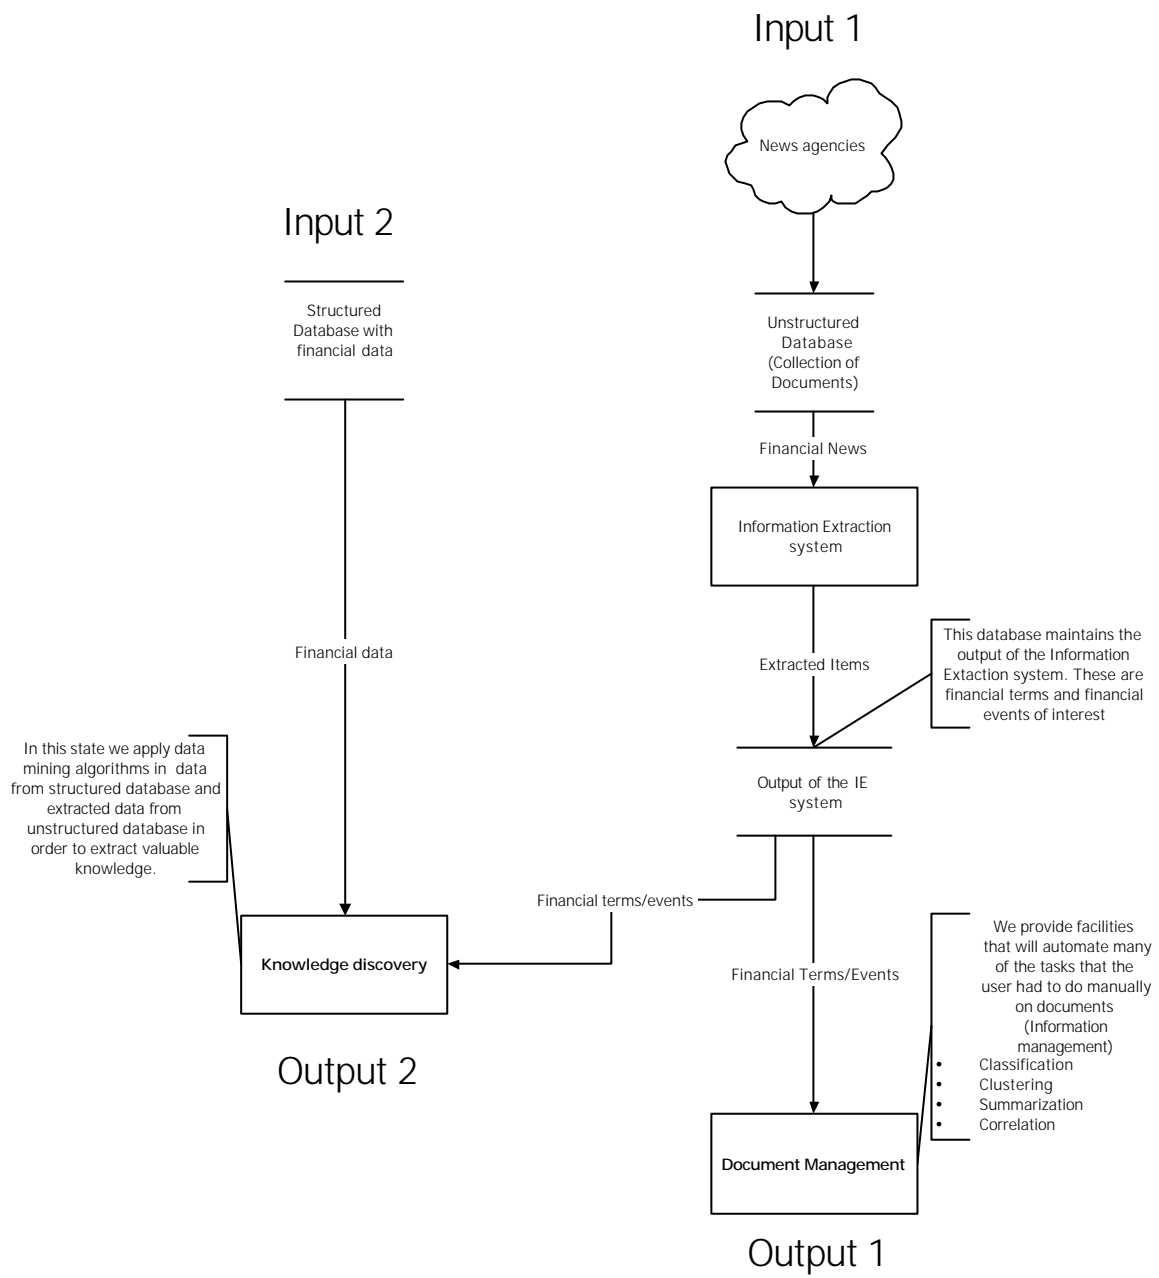 Input 1
News agencies
Input 2
Structured
Database with
financial data
Unstructured
Database
(Collection of
Documents)
Financial News
Information Extraction
system
Financial data
Extracted Items
This database maintains the
output of the Information
Extaction system. These are
financial terms and financial
events of interest
In this state we apply data
mining algorithms in data
from structured database and
extracted data from
unstructured database in
order to extract valuable
knowledge.
Output of the IE
system
Financial terms/events
Knowledge discovery
Output 2
Financial Terms/Events
We provide facilities
that will automate many
of the tasks that the
user had to do manually
on documents
(Information
management)
• Classification
• Clustering
• Summarization
• Correlation
Document Management
Output 1